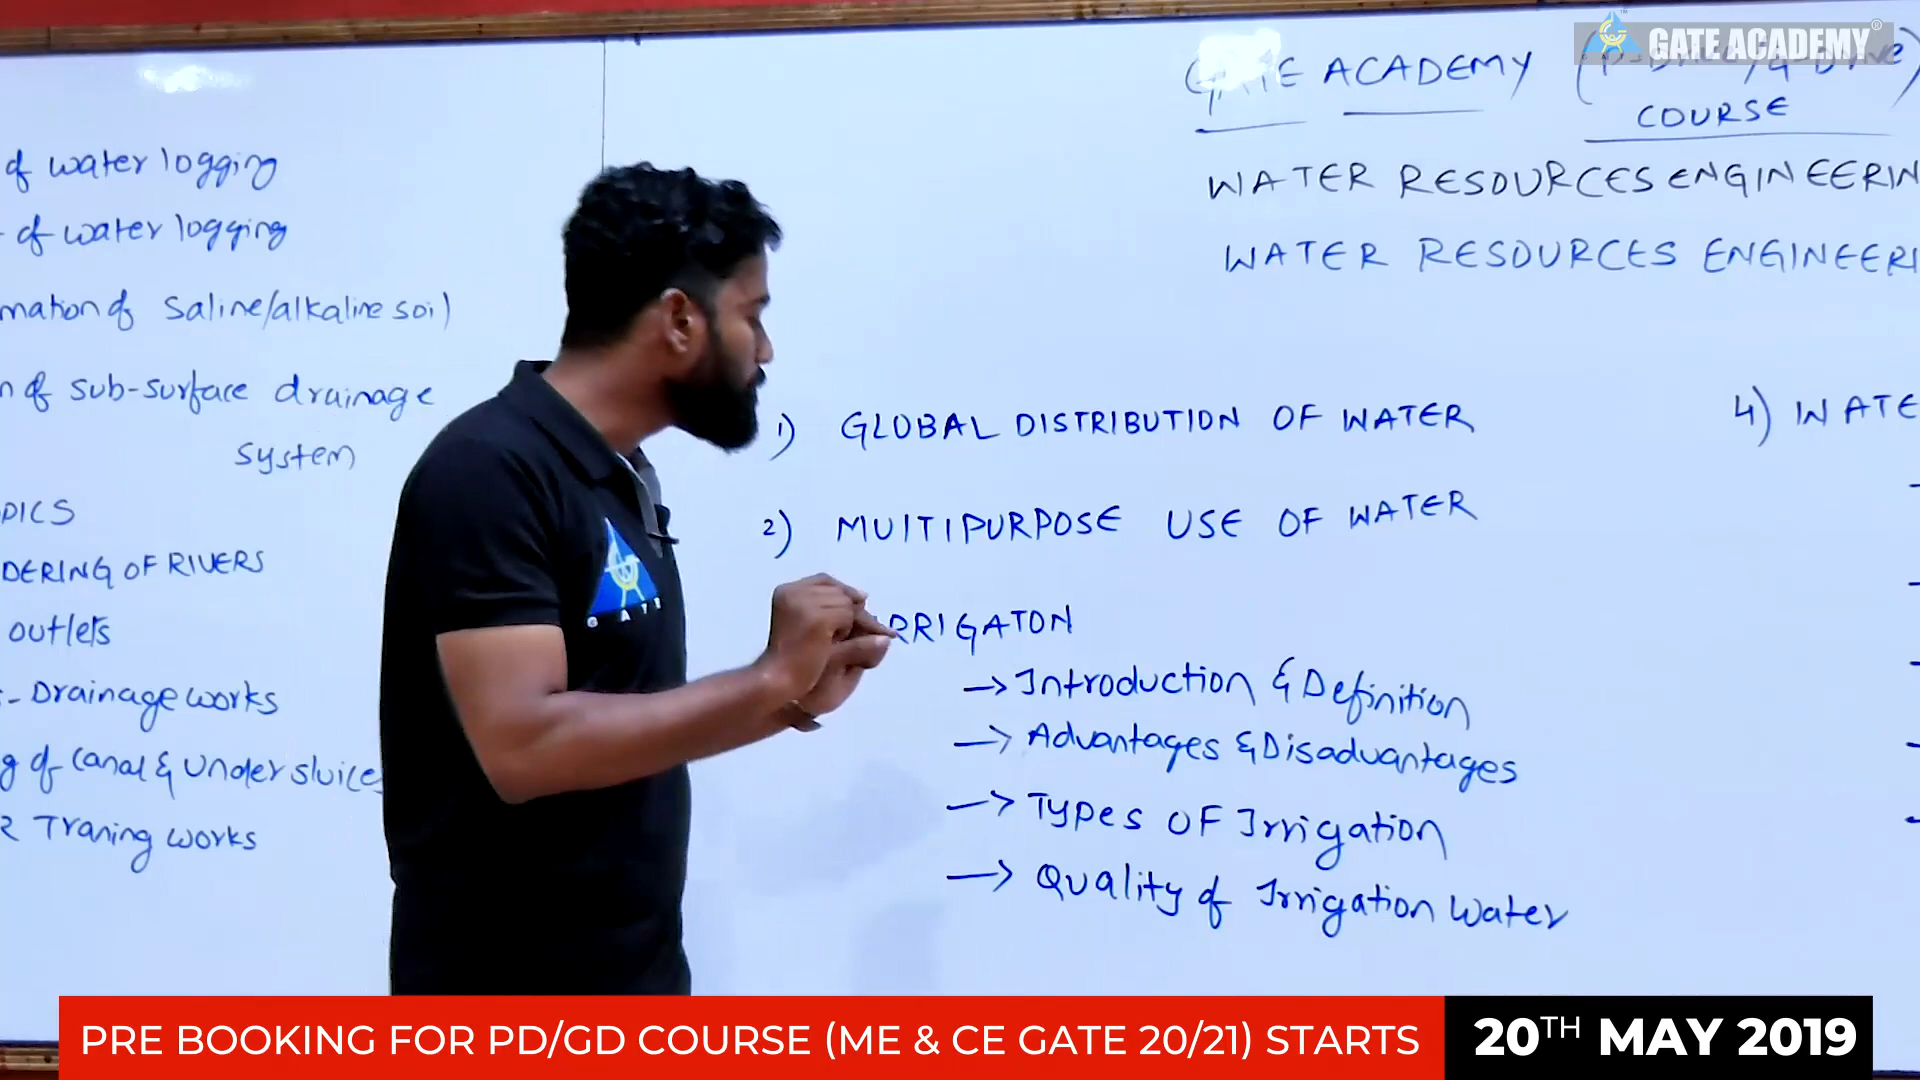 GATE ACADEMY
GATE ACADEMY
COURSE
WATER RESOURCES ENGINEERIN
WATER RESOURCES ENGINEERI
of water logging
of water logging
mation of saline/alkaline soil
n of sub-surface drainage
system
PICS
DERING OF RIVERS
outlets
- Drainage works
g of canal & under sluice
R Traning works
1) GLOBAL DISTRIBUTION OF WATER
2) MULTIPURPOSE USE OF WATER
RRIGATON
→ Introduction & Definition
→ Advantages & Disadvantages
→ Types OF Irrigation
→ Quality of Irrigation Water
4) WATE
GATE
PRE BOOKING FOR PD/GD COURSE (ME & CE GATE 20/21) STARTS
20TH MAY 2019